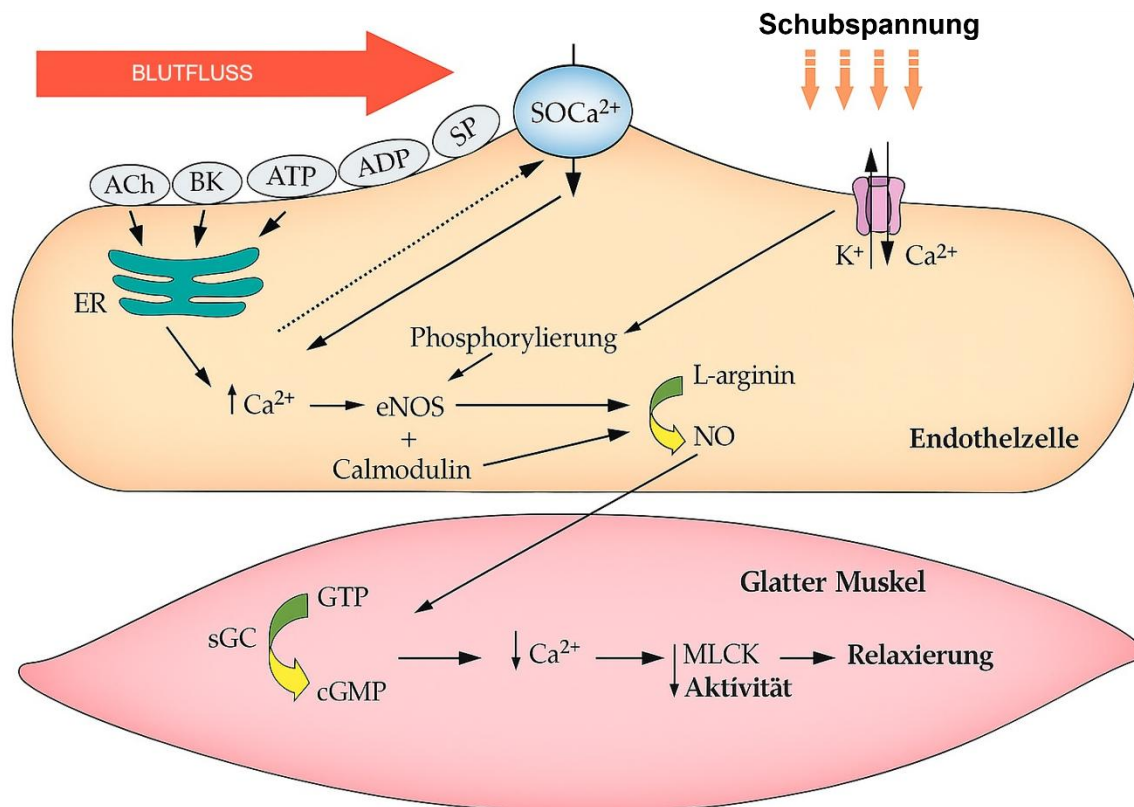 Schubspannung
BLUTFLUSS
SOCa²⁺
SP
ADP
ATP
BK
ACh
K⁺
Ca²⁺
ER
Phosphorylierung
L-arginin
Ca²⁺
eNOS
+
Calmodulin
NO
Endothelzelle
Glatter Muskel
GTP
sGC
cGMP
Ca²⁺
MLCK
Aktívität
Relaxierung